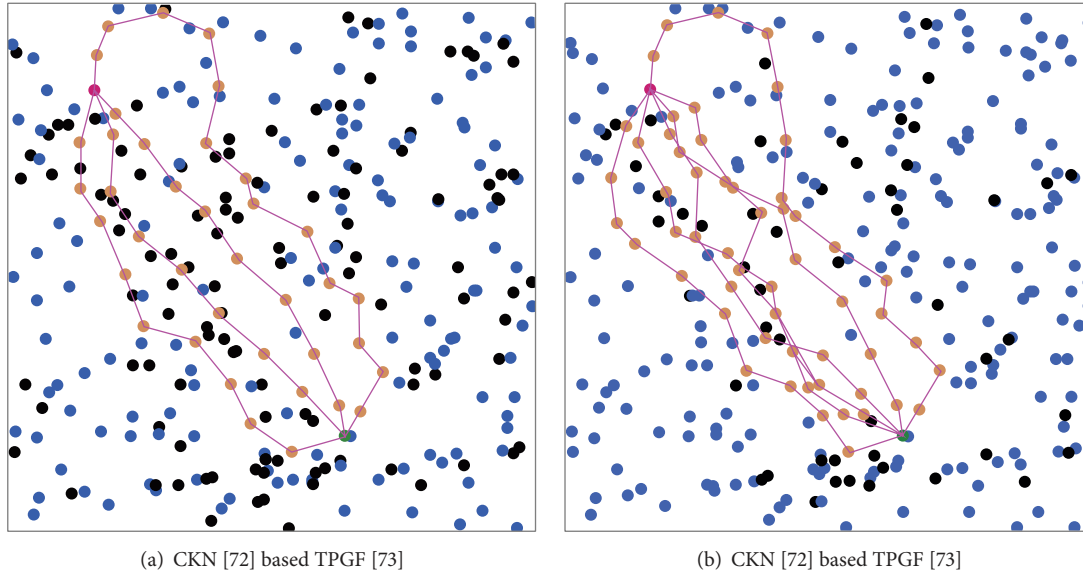 (a) CKN [72] based TPGF [73]
(b) CKN [72] based TPGF [73]